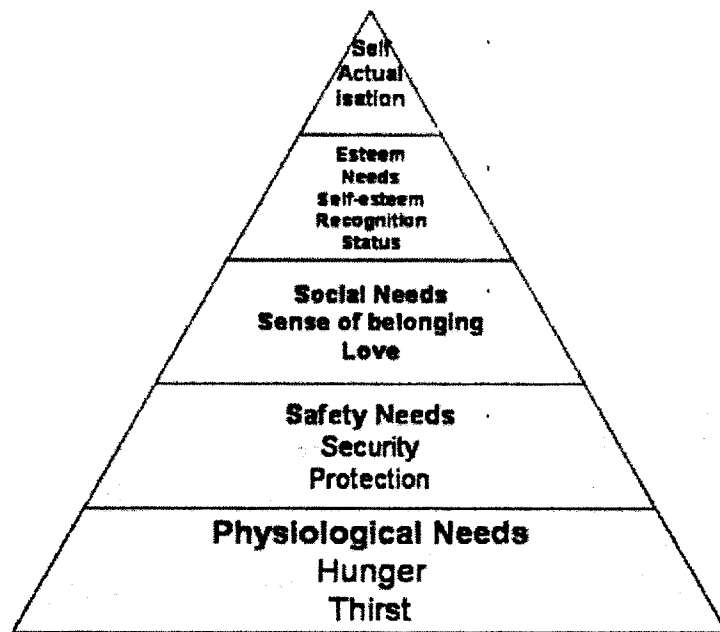 Self
Actual
isation
Esteem
Needs
Self-esteem
Recognition
Status
Social Needs
Sense of belonging
Love
Safety Needs
Security
Protection
Physiological Needs
Hunger
Thirst